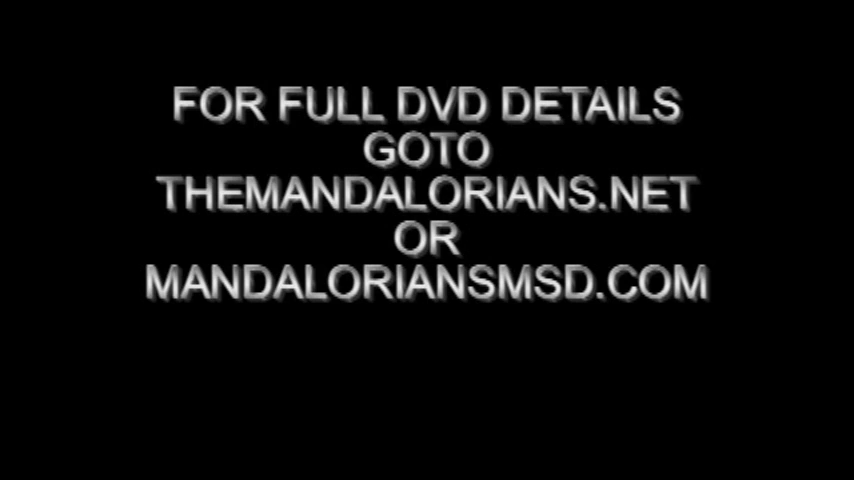 FOR FULL DVD DETAILS
GOTO
THEMANDALORIANS.NET
OR
MANDALORIANSMSD.COM